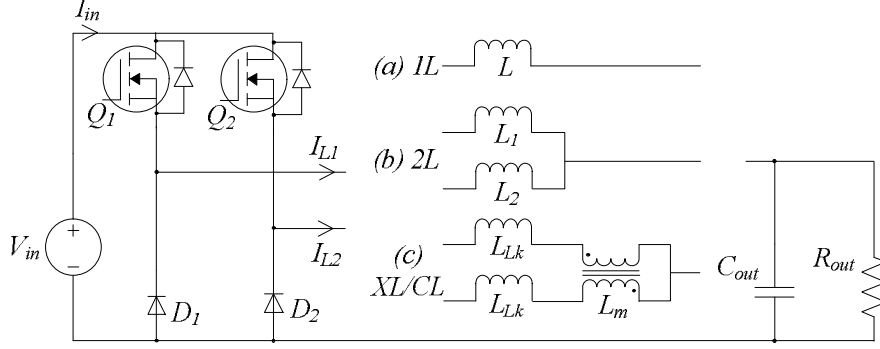 I_in
Q_1
Q_2
I_L1
I_L2
V_in
+
−
D_1
D_2
(a) 1L
L
(b) 2L
L_1
L_2
(c)
XL/CL
L_Lk
L_Lk
L_m
C_out
R_out